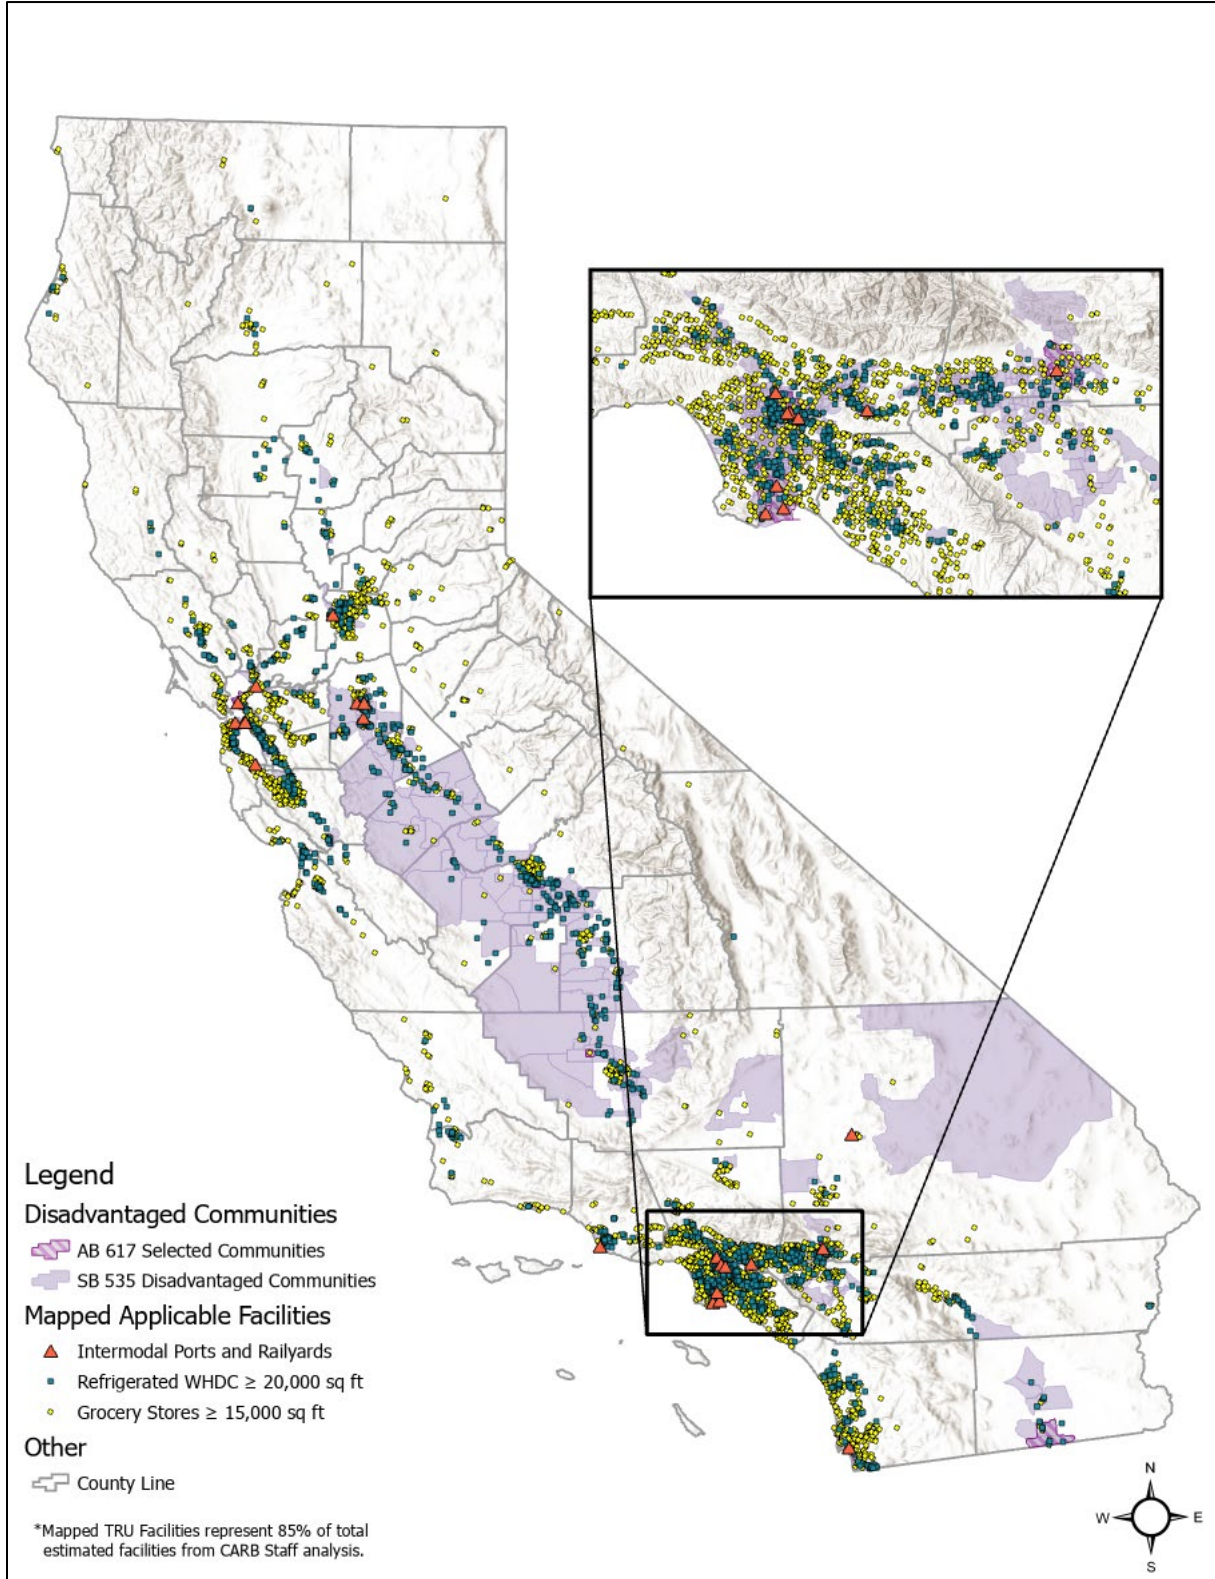 Legend
Disadvantaged Communities
AB 617 Selected Communities
SB 535 Disadvantaged Communities
Mapped Applicable Facilities
Intermodal Ports and Railyards
Refrigerated WHDC ≥ 20,000 sq ft
Grocery Stores ≥ 15,000 sq ft
Other
County Line
*Mapped TRU Facilities represent 85% of total
estimated facilities from CARB Staff analysis.
N
W E
S